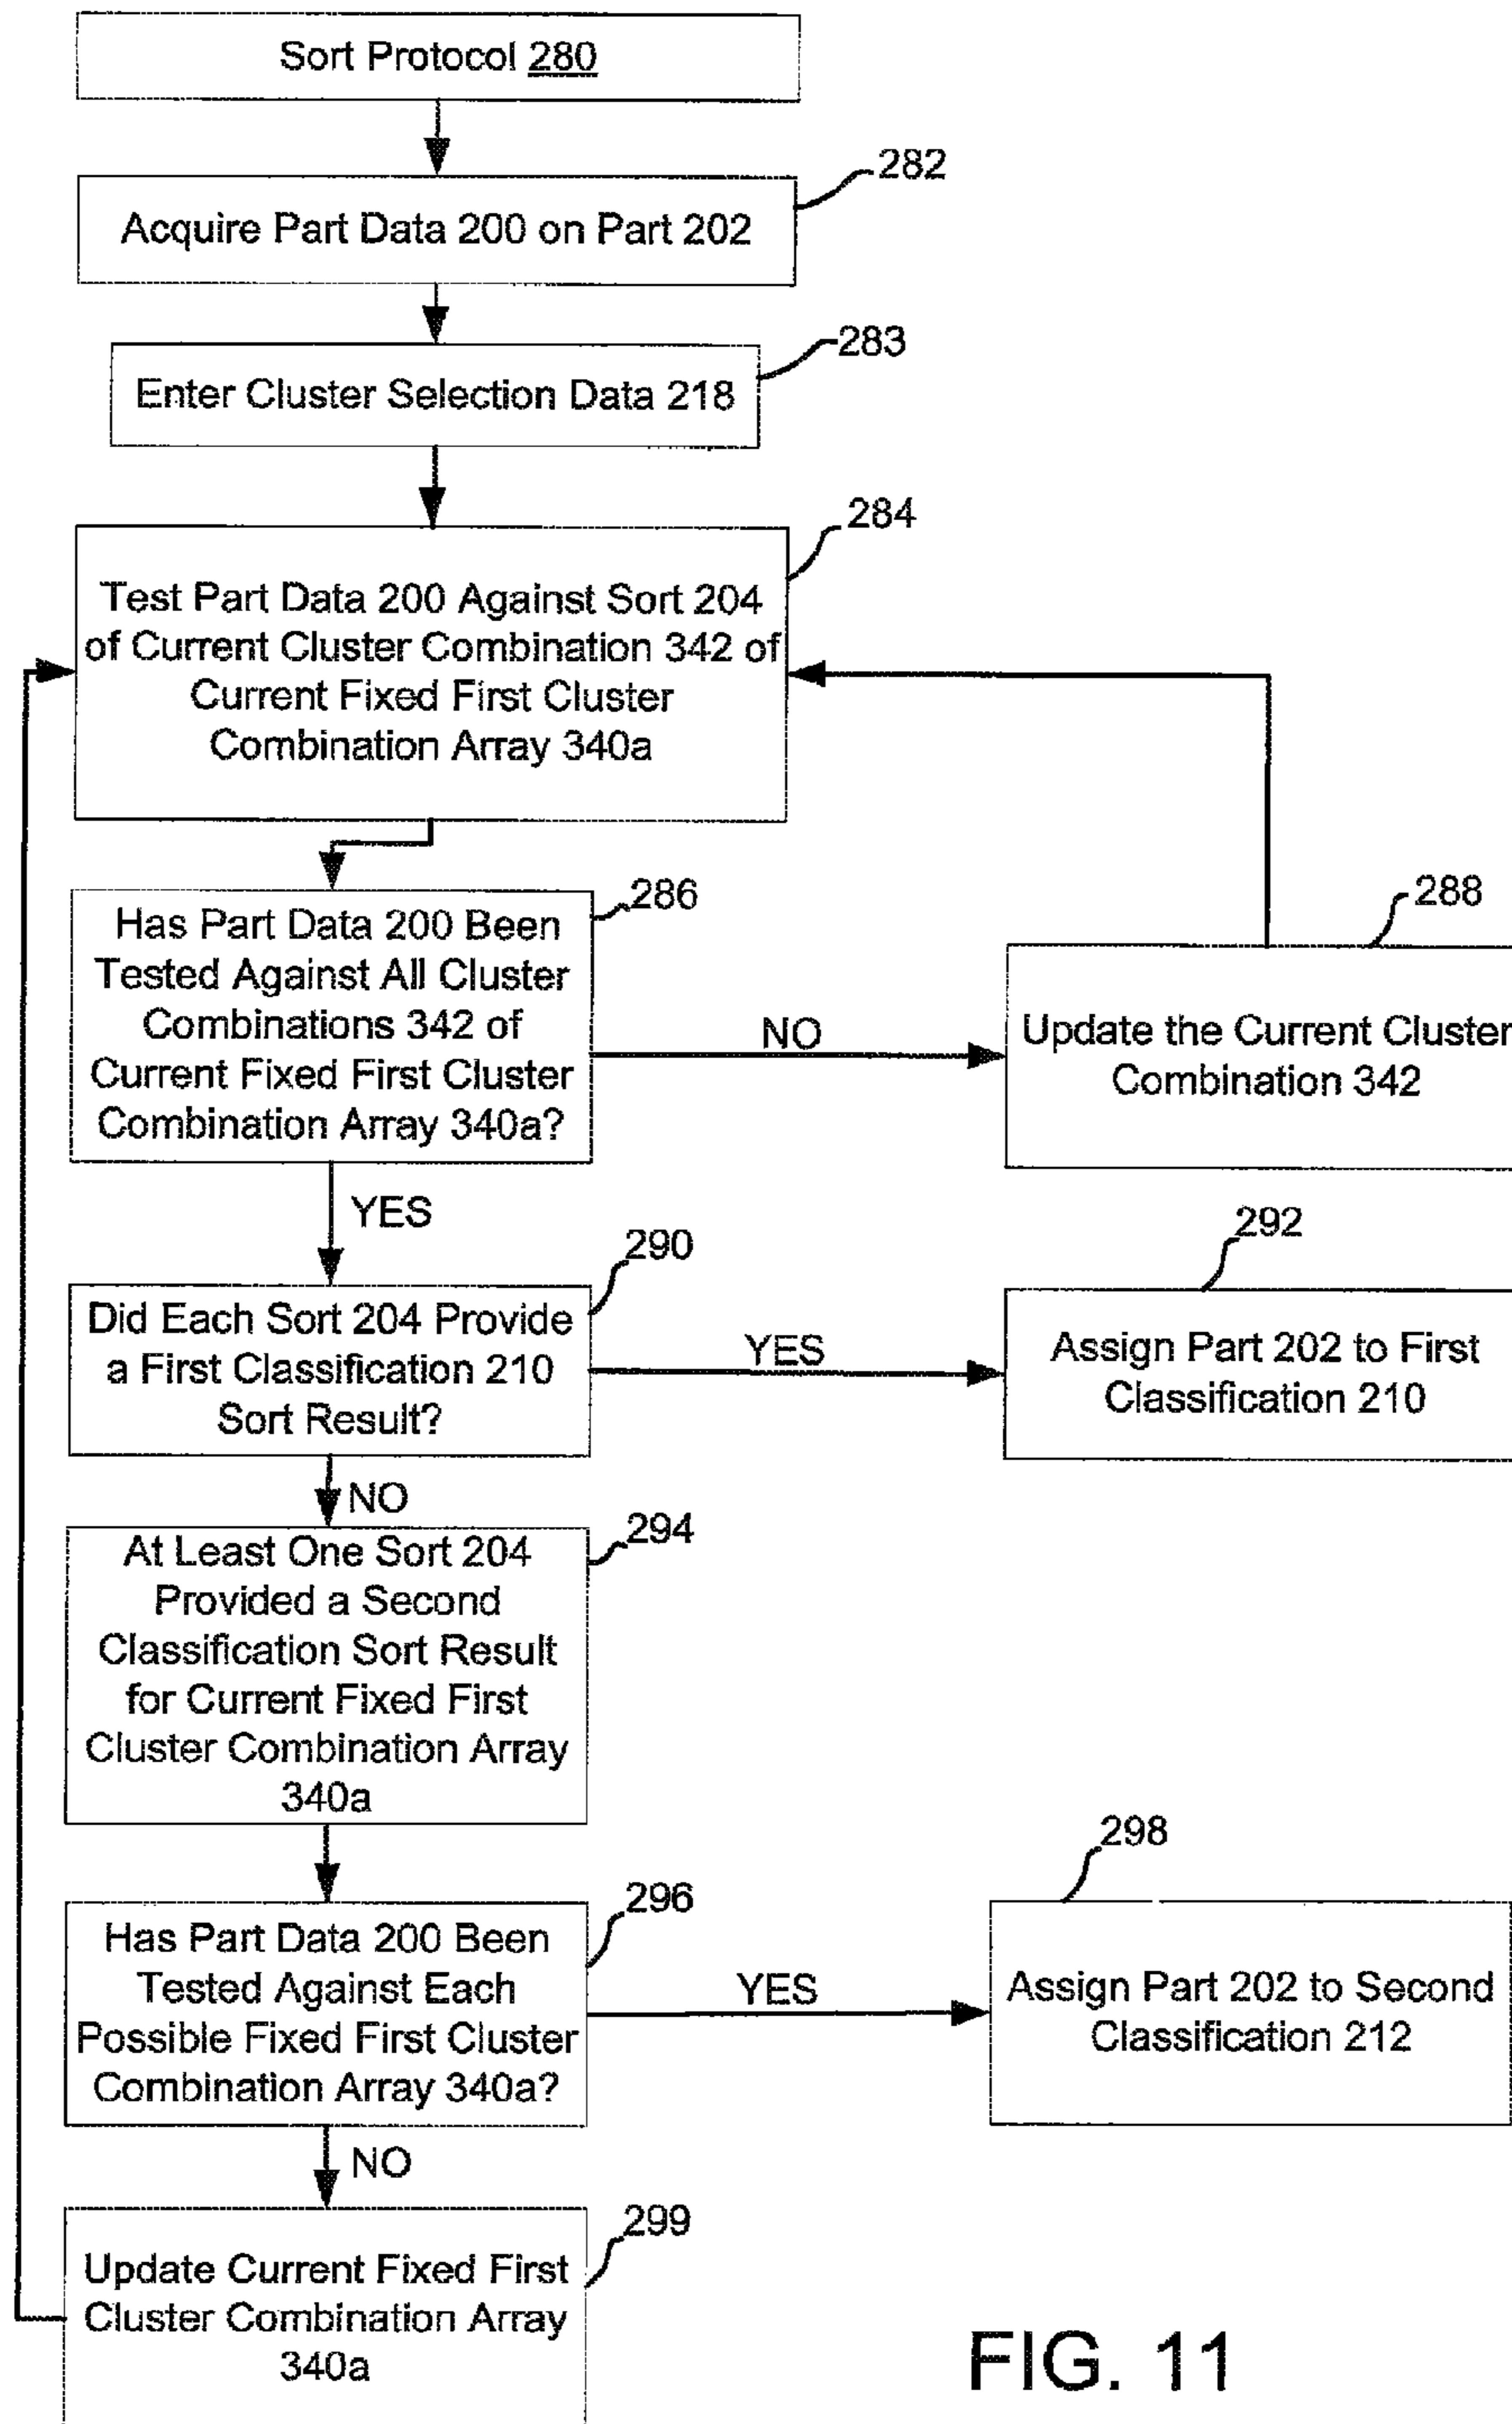 Sort Protocol 280
282
Acquire Part Data 200 on Part 202
283
Enter Cluster Selection Data 218
284
Test Part Data 200 Against Sort 204
of Current Cluster Combination 342 of
Current Fixed First Cluster
Combination Array 340a
286
Has Part Data 200 Been
Tested Against All Cluster
Combinations 342 of
Current Fixed First Cluster
Combination Array 340a?
NO
288
Update the Current Cluster
Combination 342
YES
290
Did Each Sort 204 Provide
a First Classification 210
Sort Result?
YES
292
Assign Part 202 to First
Classification 210
NO
294
At Least One Sort 204
Provided a Second
Classification Sort Result
for Current Fixed First
Cluster Combination Array
340a
296
Has Part Data 200 Been
Tested Against Each
Possible Fixed First Cluster
Combination Array 340a?
YES
298
Assign Part 202 to Second
Classification 212
NO
299
Update Current Fixed First
Cluster Combination Array
340a
FIG. 11